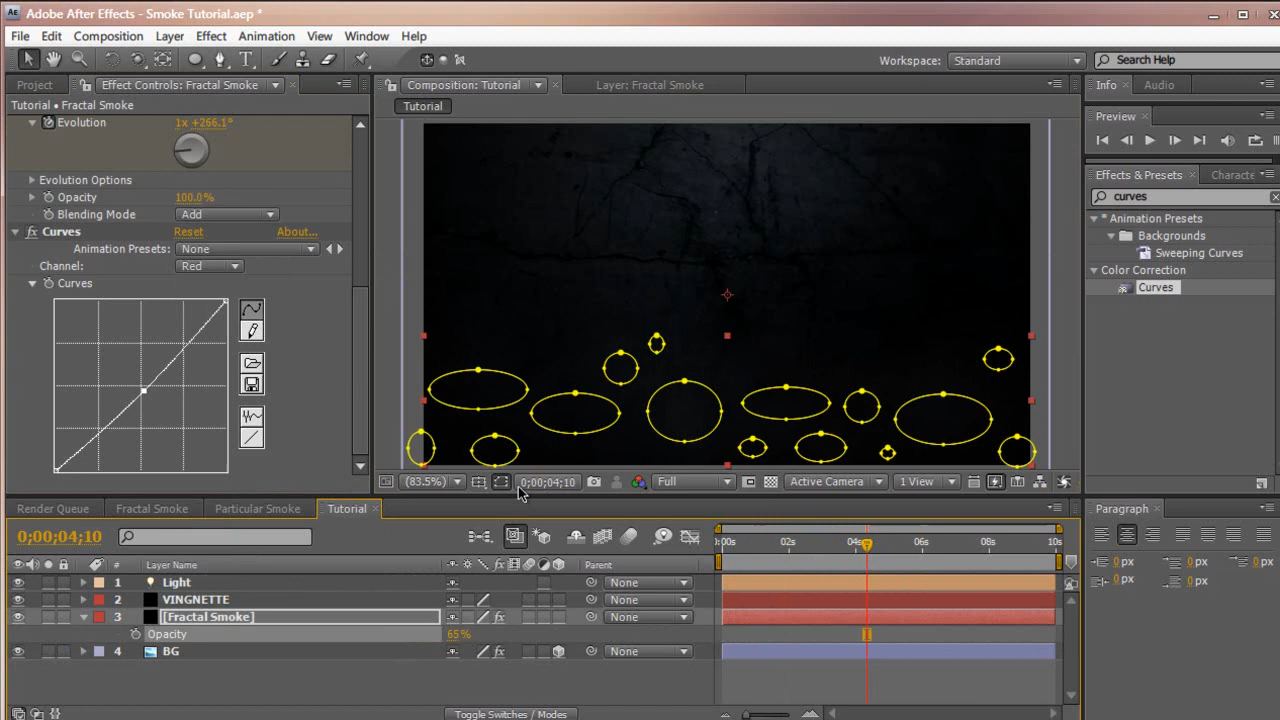 Adobe After Effects - Smoke Tutorial.aep *
File Edit Composition Layer Effect Animation View Window Help
Workspace: Standard Search Help
Project Effect Controls: Fractal Smoke
Composition: Tutorial Layer: Fractal Smoke
Info Audio
Tutorial • Fractal Smoke
Tutorial
Evolution 1x +266.1°
Evolution Options
Opacity 100.0%
Blending Mode Add
fx Curves Reset About...
Animation Presets: None
Channel: Red
Curves
Preview
Effects & Presets Characte
curves
* Animation Presets
Backgrounds
Sweeping Curves
Color Correction
Curves
(83.5%) 0;00;04;10 Full Active Camera 1 View
Render Queue Fractal Smoke Particular Smoke Tutorial
Paragraph
0;00;04;10
0:00s 02s 04s 06s 08s 10s
# Layer Name Parent
1 Light None
2 VINGNETTE None
3 [Fractal Smoke] fx None
Opacity 65%
4 BG fx None
0 px 0 px 0 px
0 px 0 px
Toggle Switches / Modes